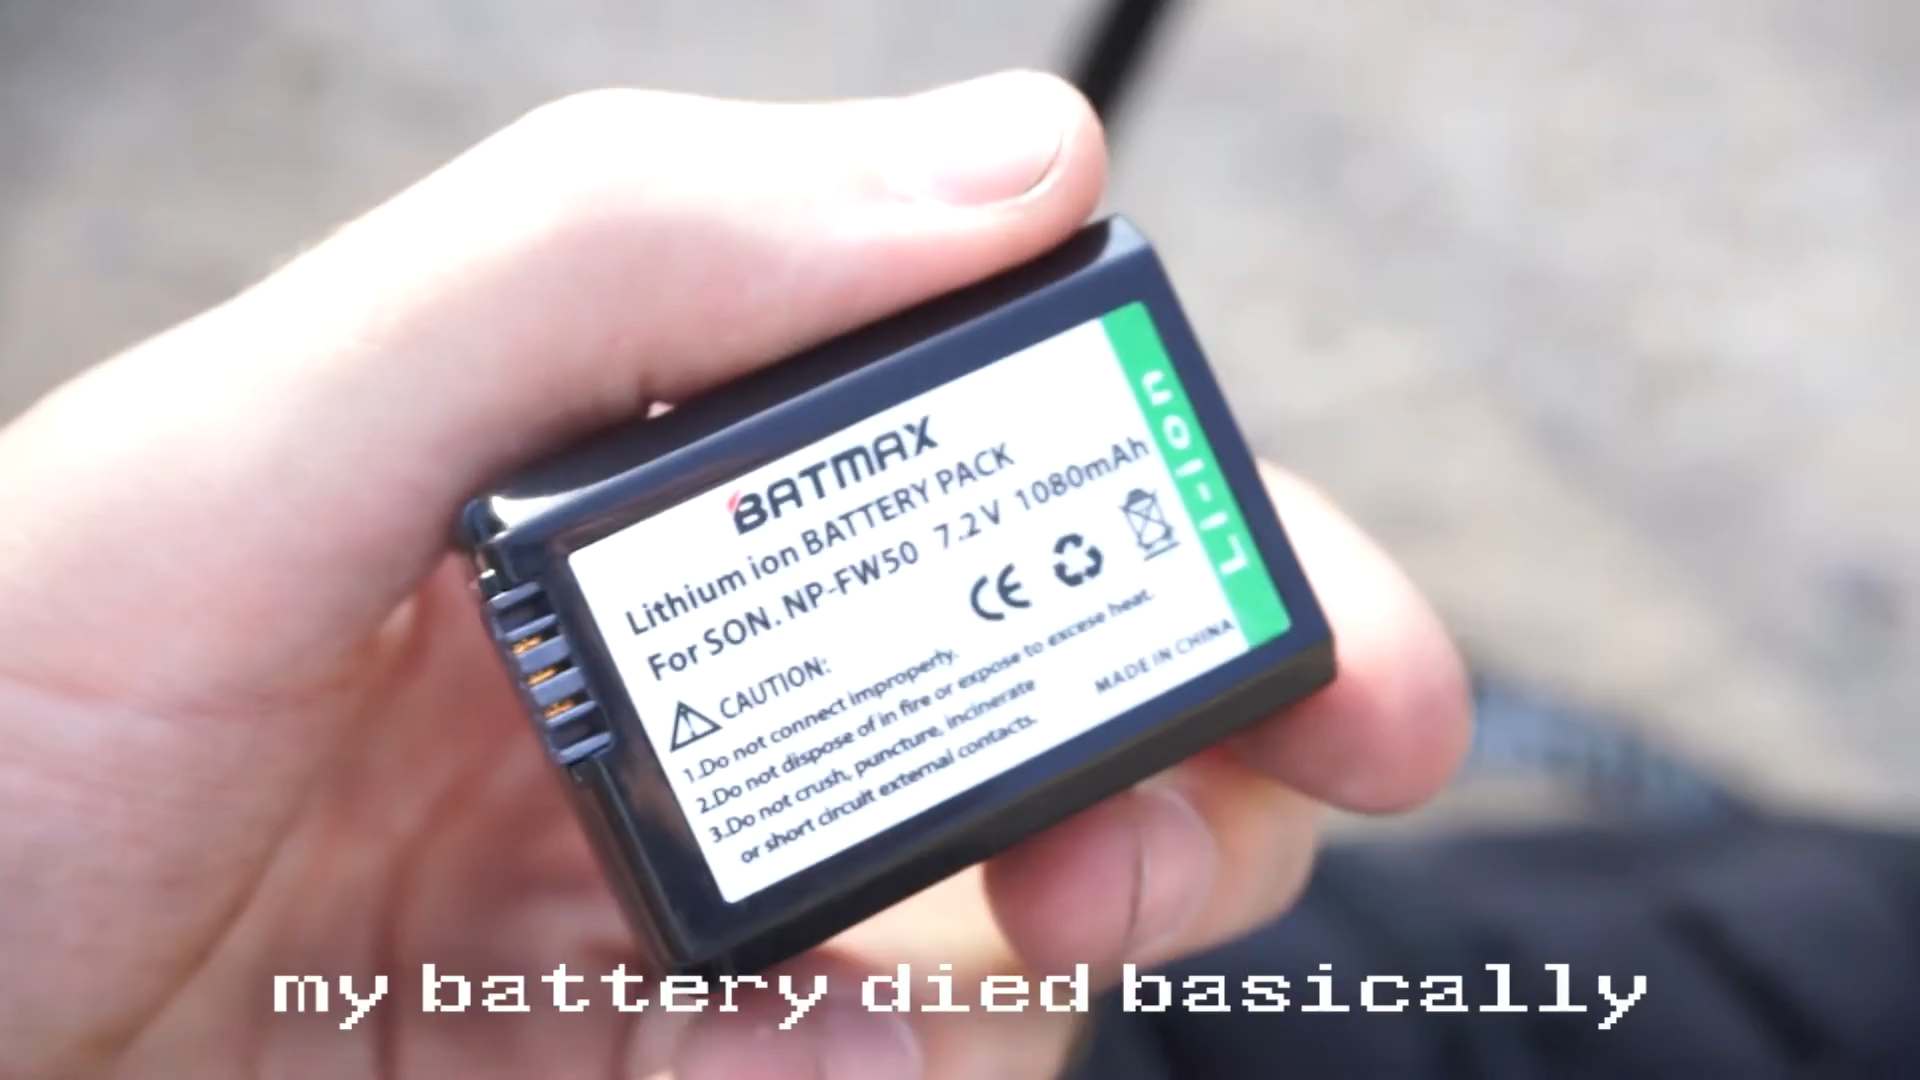 BATMAX
Lithium ion BATTERY PACK
For SON. NP-FW50 7.2V 1080mAh
CE
CAUTION:
1.Do not connect improperly.
2.Do not dispose of in fire or expose to excese heat.
3.Do not crush, puncture, incinerate
or short circuit external contacts.
MADE IN CHINA
Li-ion
my battery died basically